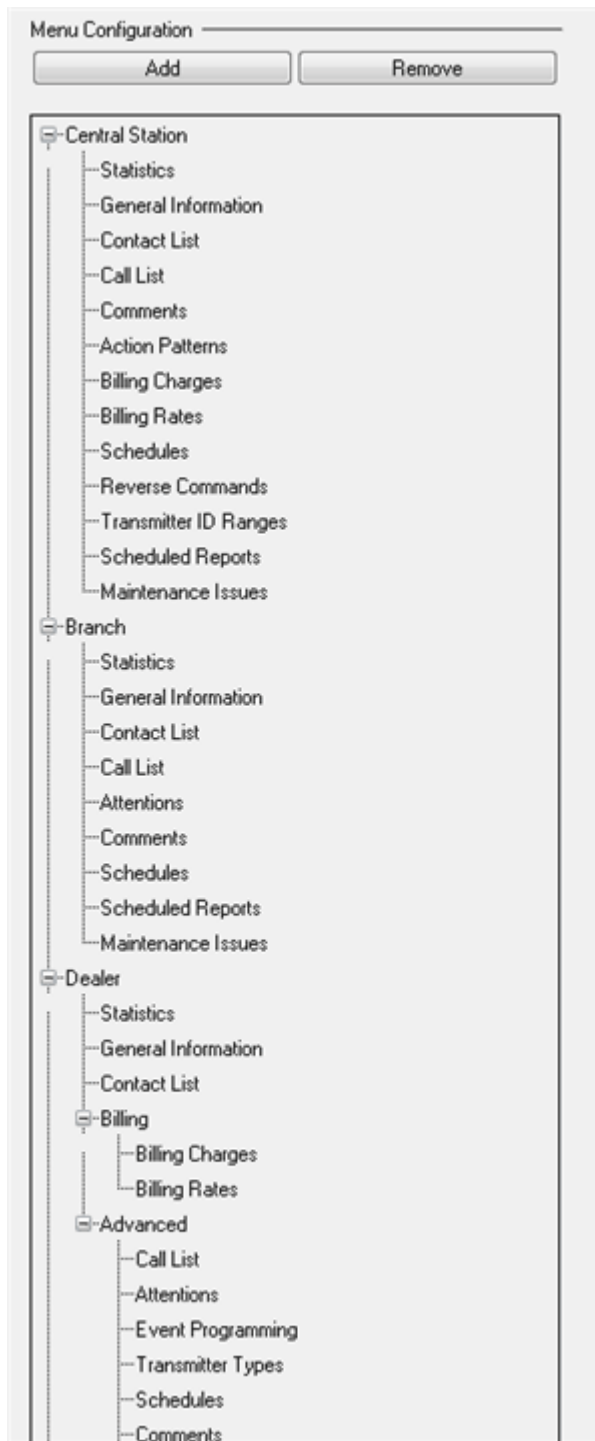 Menu Configuration
Add Remove
Central Station
Statistics
General Information
Contact List
Call List
Comments
Action Patterns
Billing Charges
Billing Rates
Schedules
Reverse Commands
Transmitter ID Ranges
Scheduled Reports
Maintenance Issues
Branch
Statistics
General Information
Contact List
Call List
Attentions
Comments
Schedules
Scheduled Reports
Maintenance Issues
Dealer
Statistics
General Information
Contact List
Billing
Billing Charges
Billing Rates
Advanced
Call List
Attentions
Event Programming
Transmitter Types
Schedules
Comments